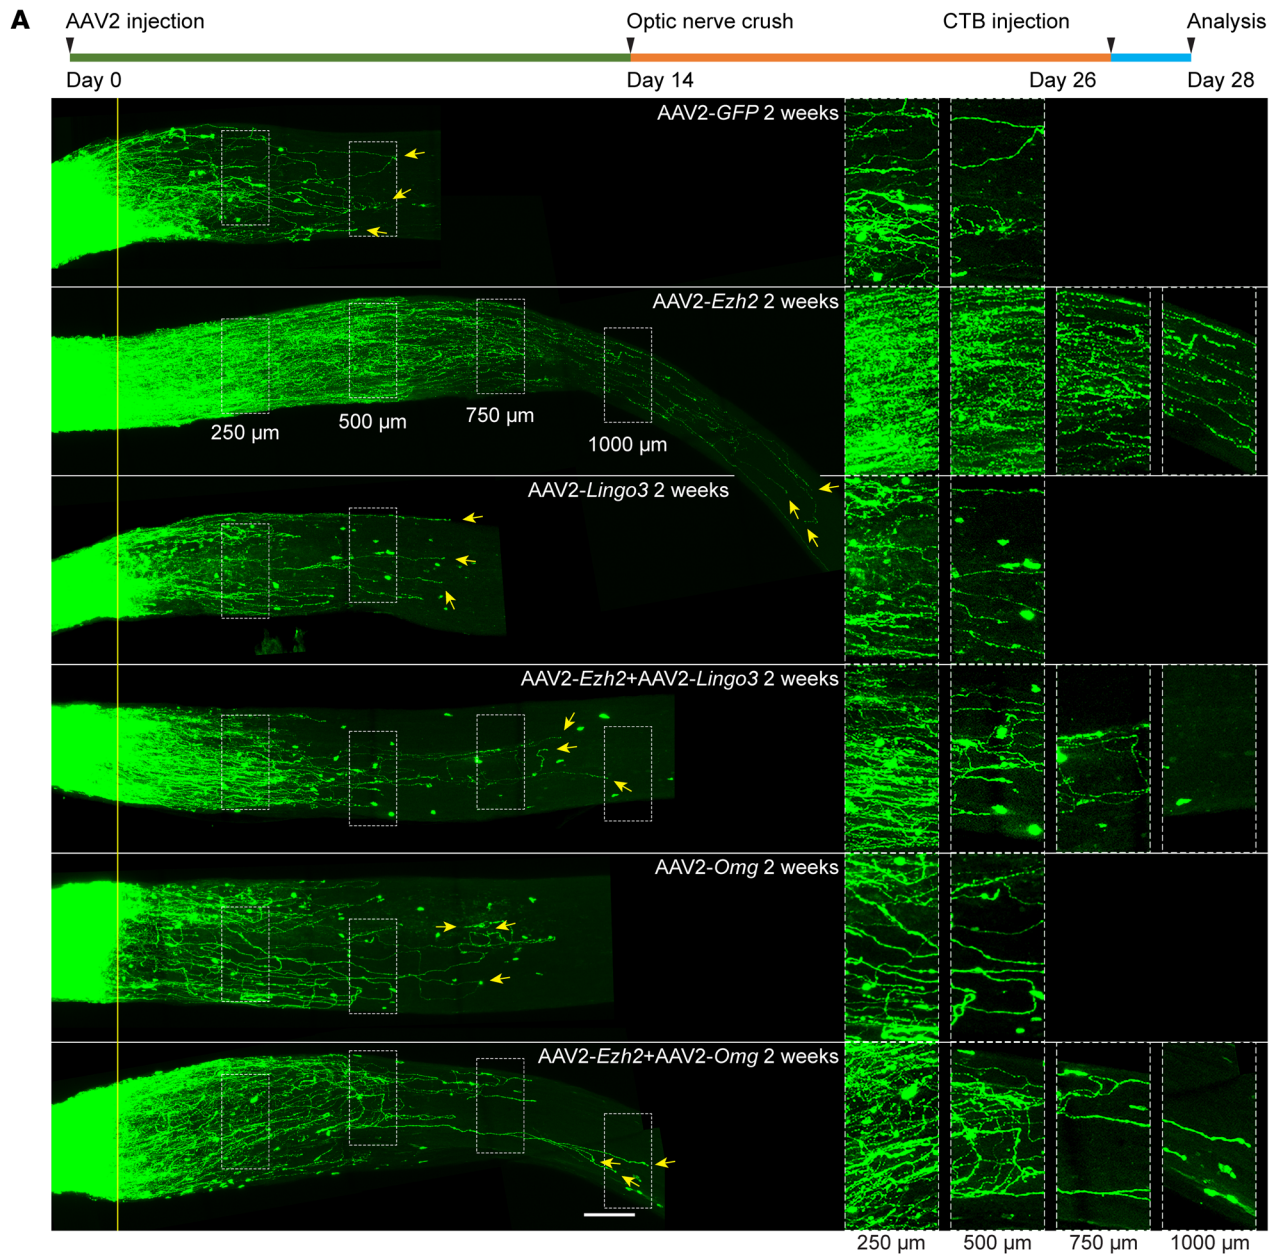 A
AAV2 injection
Optic nerve crush
CTB injection
Analysis
Day 0
Day 14
Day 26
Day 28
AAV2-GFP 2 weeks
AAV2-Ezh2 2 weeks
250 µm
500 µm
750 µm
1000 µm
AAV2-Lingo3 2 weeks
AAV2-Ezh2+AAV2-Lingo3 2 weeks
AAV2-Omg 2 weeks
AAV2-Ezh2+AAV2-Omg 2 weeks
250 µm
500 µm
750 µm
1000 µm